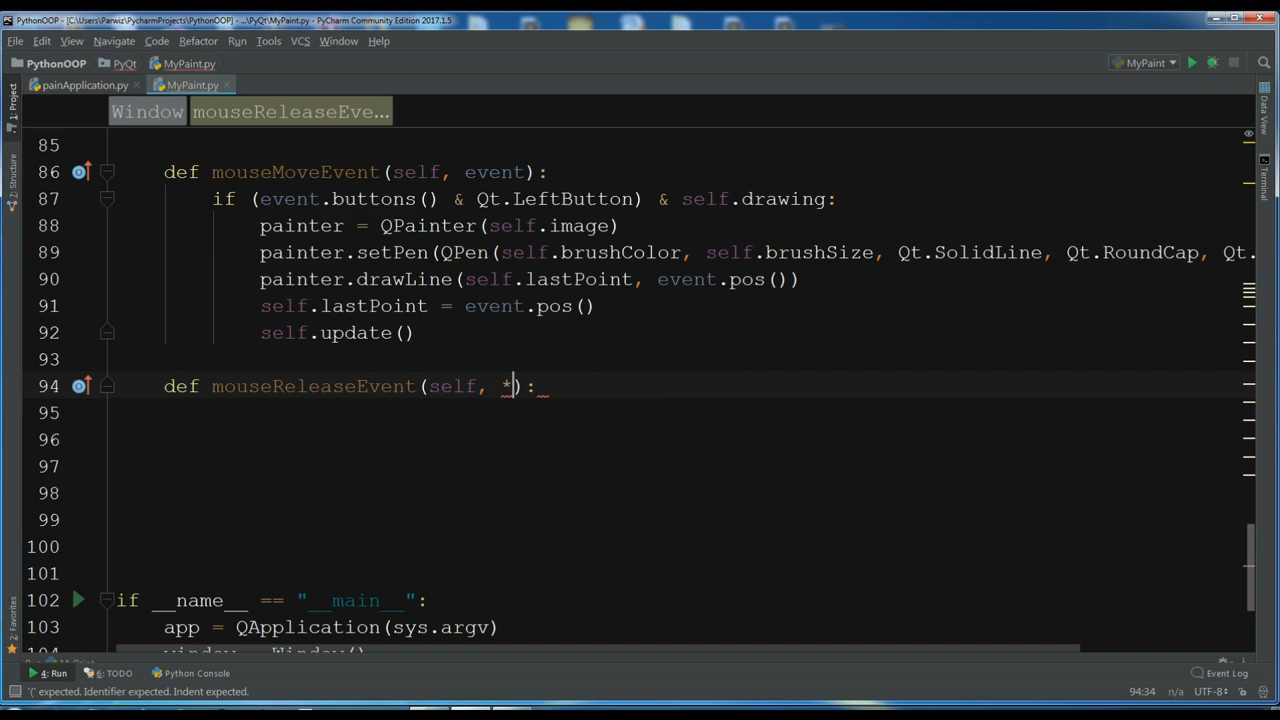 PythonOOP - [C:\Users\Parwiz\PycharmProjects\PythonOOP] - ...\PyQt\MyPaint.py - PyCharm Community Edition 2017.1.5
File Edit View Navigate Code Refactor Run Tools VCS Window Help
PythonOOP PyQt MyPaint.py MyPaint
painApplication.py MyPaint.py
Window mouseReleaseEve...
1: Project
Z: Structure
2: Favorites
Data View
Terminal
85
86 def mouseMoveEvent(self, event):
87 if (event.buttons() & Qt.LeftButton) & self.drawing:
88 painter = QPainter(self.image)
89 painter.setPen(QPen(self.brushColor, self.brushSize, Qt.SolidLine, Qt.RoundCap, Qt.
90 painter.drawLine(self.lastPoint, event.pos())
91 self.lastPoint = event.pos()
92 self.update()
93
94 def mouseReleaseEvent(self, *):
95
96
97
98
99
100
101
102 if __name__ == "__main__":
103 app = QApplication(sys.argv)
104 window = Window()
4: Run 6: TODO Python Console Event Log
'(' expected. Identifier expected. Indent expected. 94:34 n/a UTF-8